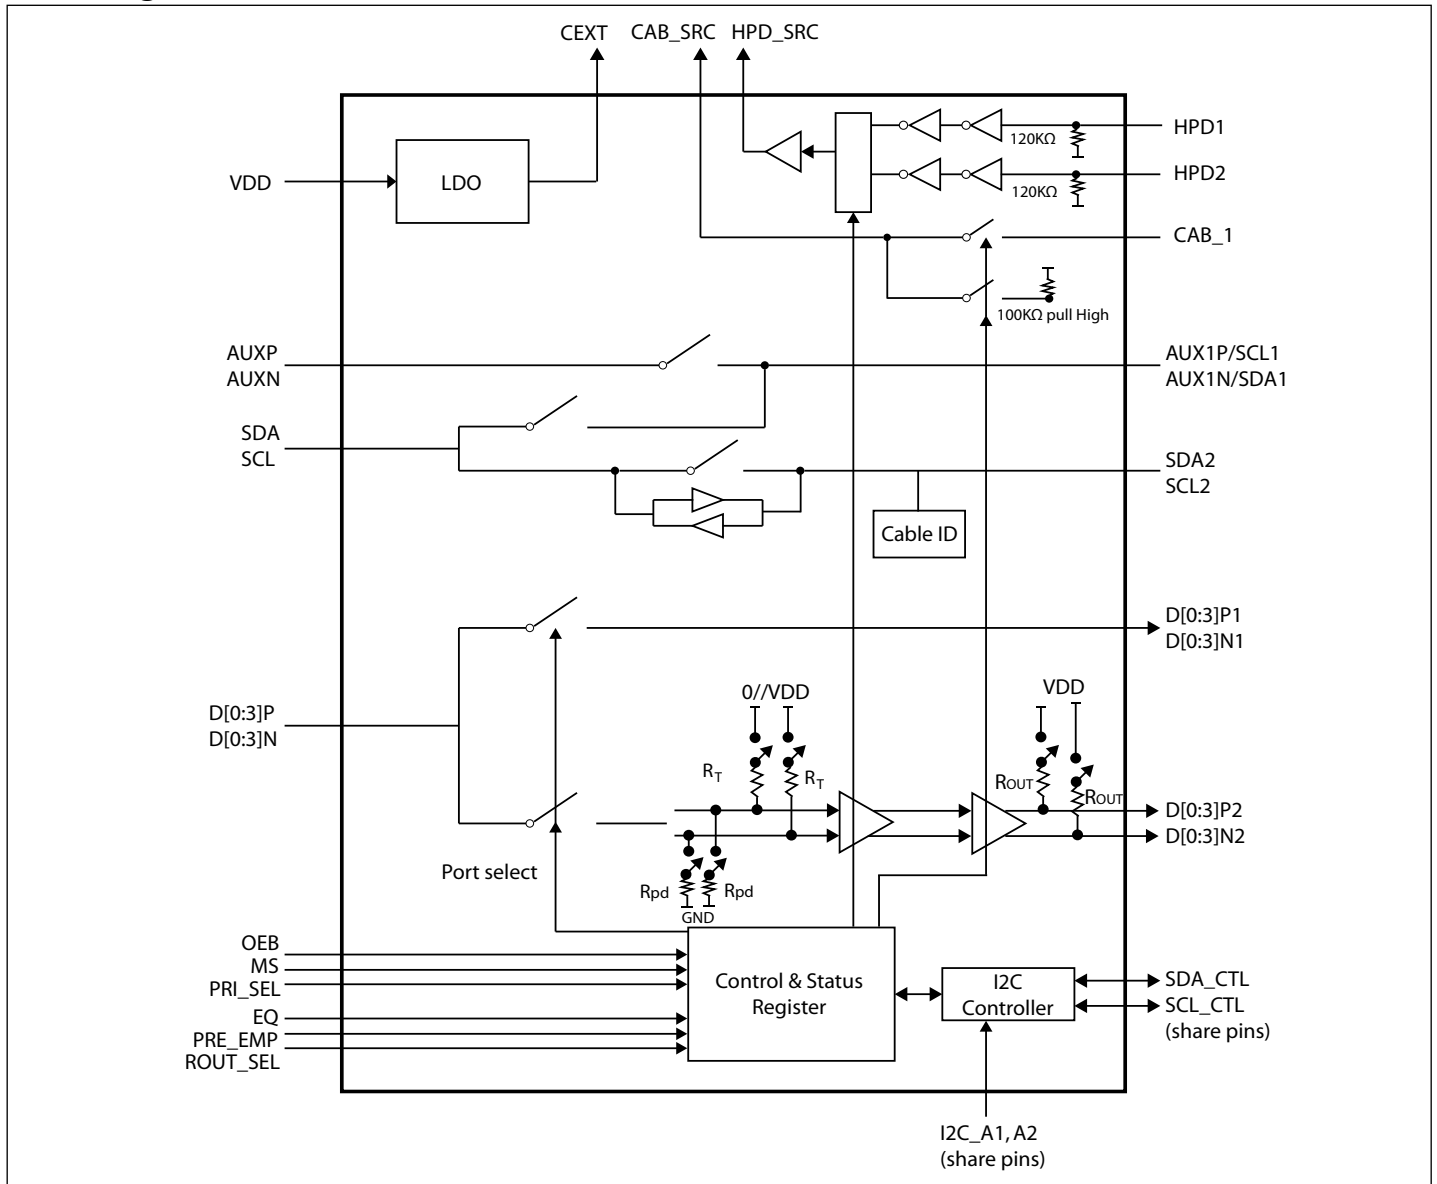 CEXT CAB_SRC HPD_SRC
HPD1
120KΩ
HPD2
120KΩ
VDD
LDO
CAB_1
100KΩ pull High
AUXP
AUXN
AUX1P/SCL1
AUX1N/SDA1
SDA
SCL
SDA2
SCL2
Cable ID
D[0:3]P1
D[0:3]N1
0//VDD
VDD
D[0:3]P
D[0:3]N
RT
RT
ROUT
ROUT
D[0:3]P2
D[0:3]N2
Port select
Rpd
Rpd
GND
OEB
MS
PRI_SEL
EQ
PRE_EMP
ROUT_SEL
Control & Status
Register
I2C
Controller
SDA_CTL
SCL_CTL
(share pins)
I2C_A1, A2
(share pins)